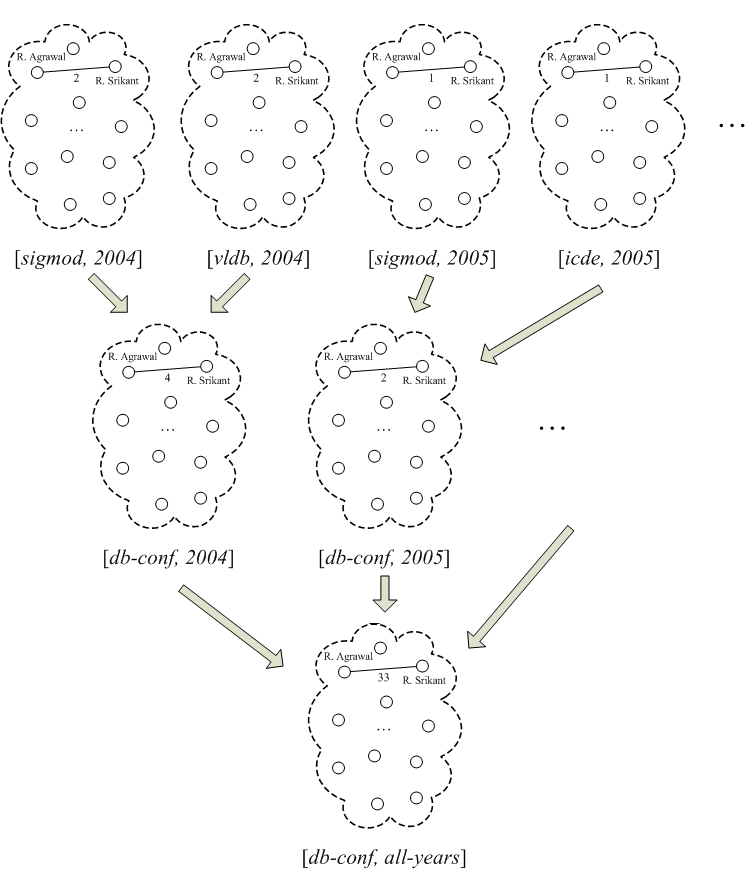 R. Agrawal
2
R. Srikant
...
R. Agrawal
2
R. Srikant
...
R. Agrawal
1
R. Srikant
...
R. Agrawal
1
R. Srikant
...
...
[sigmod, 2004]
[vldb, 2004]
[sigmod, 2005]
[icde, 2005]
R. Agrawal
4
R. Srikant
...
R. Agrawal
2
R. Srikant
...
...
[db-conf, 2004]
[db-conf, 2005]
R. Agrawal
33
R. Srikant
...
[db-conf, all-years]